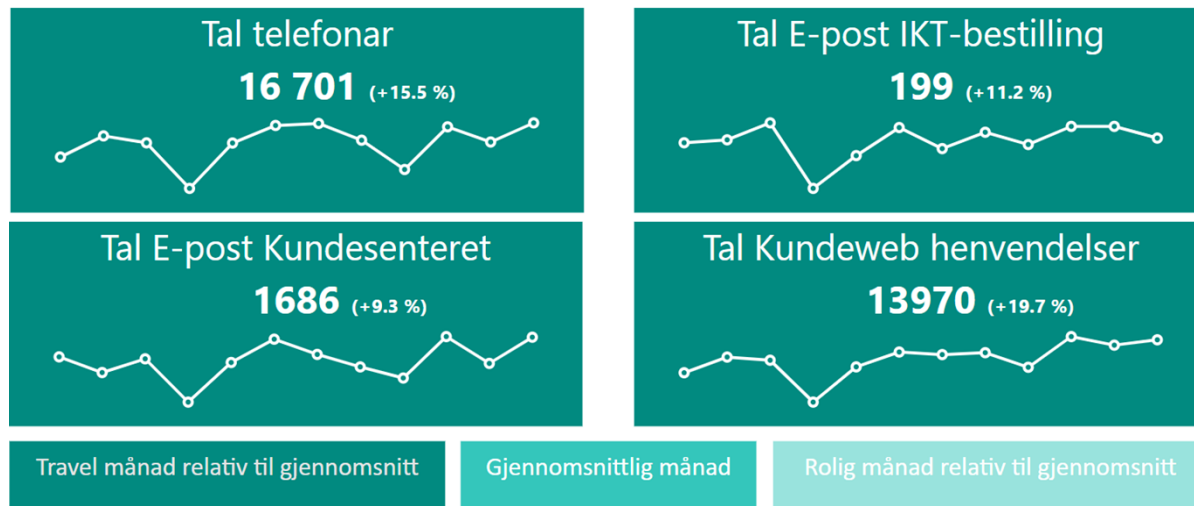 Tal telefonar
16 701 (+15.5 %)
Tal E-post IKT-bestilling
199 (+11.2 %)
Tal E-post Kundesenteret
1686 (+9.3 %)
Tal Kundeweb henvendelser
13970 (+19.7 %)
Travel månad relativ til gjennomsnitt
Gjennomsnittlig månad
Rolig månad relativ til gjennomsnitt